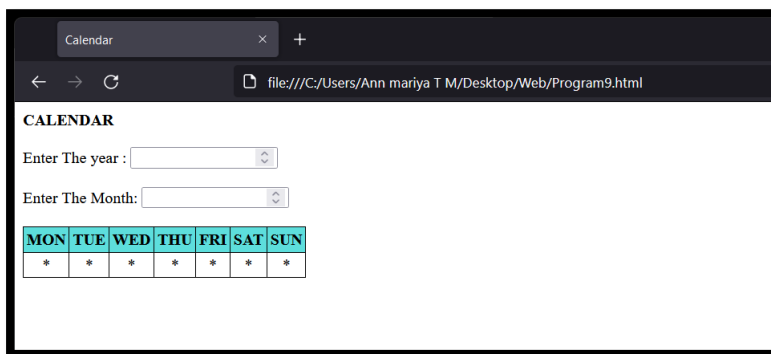 Calendar
file:///C:/Users/Ann mariya T M/Desktop/Web/Program9.html
CALENDAR
Enter The year :
Enter The Month:
MON TUE WED THU FRI SAT SUN
* * * * * * *